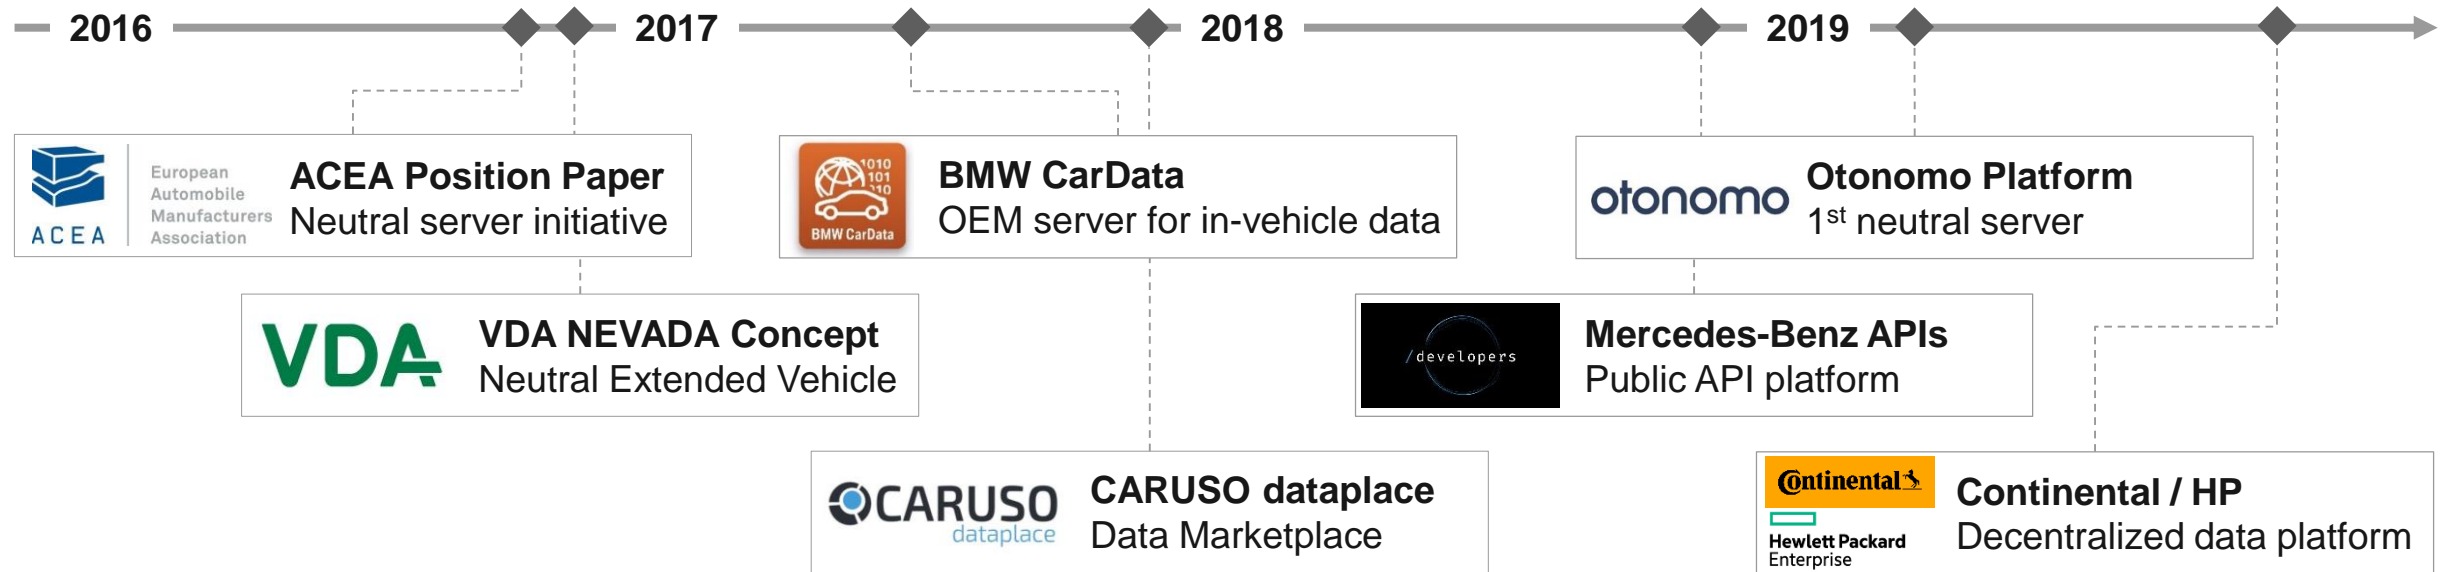 2016
2017
2018
2019
ACEA
European
Automobile
Manufacturers
Association
ACEA Position Paper
Neutral server initiative
1010
101
010
BMW CarData
BMW CarData
OEM server for in-vehicle data
otonomo
Otonomo Platform
1st neutral server
VDA
VDA NEVADA Concept
Neutral Extended Vehicle
/developers
Mercedes-Benz APIs
Public API platform
CARUSO
dataplace
CARUSO dataplace
Data Marketplace
Continental
Hewlett Packard
Enterprise
Continental / HP
Decentralized data platform